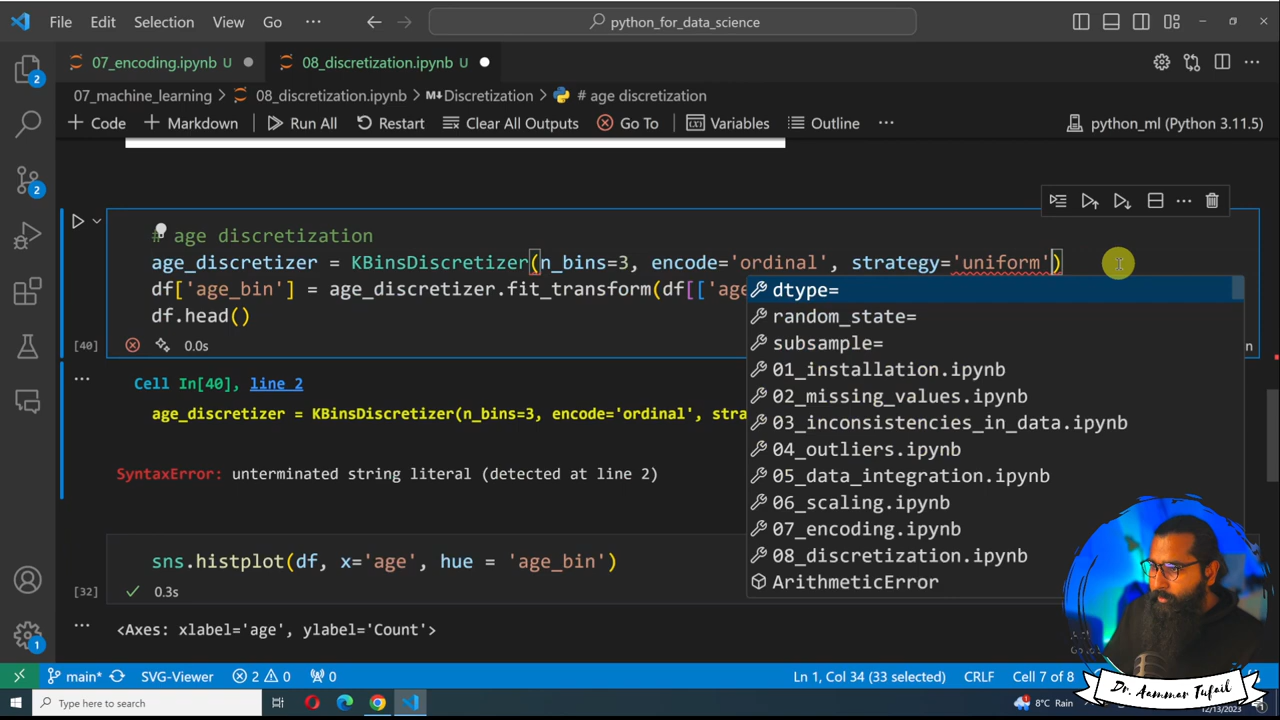 File Edit Selection View Go ··· python_for_data_science
07_encoding.ipynb U 08_discretization.ipynb U
07_machine_learning > 08_discretization.ipynb > M↓Discretization > # age discretization
+ Code + Markdown Run All Restart Clear All Outputs Go To Variables Outline ··· python_ml (Python 3.11.5)
# age discretization
age_discretizer = KBinsDiscretizer(n_bins=3, encode='ordinal', strategy='uniform')
df['age_bin'] = age_discretizer.fit_transform(df[['age
df.head()
[40] 0.0s
dtype=
random_state=
subsample=
01_installation.ipynb
02_missing_values.ipynb
03_inconsistencies_in_data.ipynb
04_outliers.ipynb
05_data_integration.ipynb
06_scaling.ipynb
07_encoding.ipynb
08_discretization.ipynb
ArithmeticError
Cell In[40], line 2
age_discretizer = KBinsDiscretizer(n_bins=3, encode='ordinal', stra
SyntaxError: unterminated string literal (detected at line 2)
sns.histplot(df, x='age', hue = 'age_bin')
[32] 0.3s
<Axes: xlabel='age', ylabel='Count'>
2
2
1
main* SVG-Viewer 2 0 0 Ln 1, Col 34 (33 selected) CRLF Cell 7 of 8
Type here to search 8°C Rain 12/13/2023
Dr. Aammar Tufail